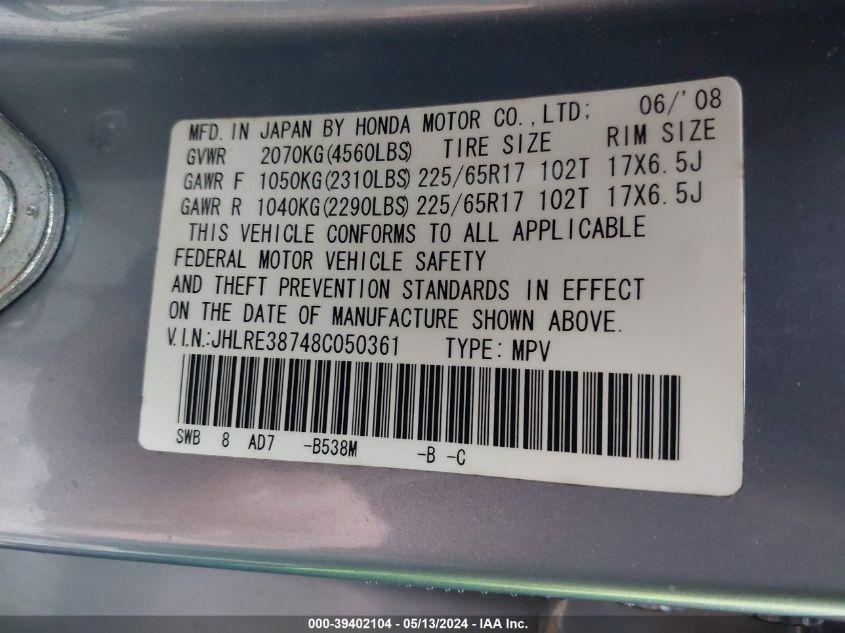 MFD. IN JAPAN BY HONDA MOTOR CO., LTD; 06/'08
GVWR 2070KG(4560LBS) TIRE SIZE RIM SIZE
GAWR F 1050KG(2310LBS) 225/65R17 102T 17X6.5J
GAWR R 1040KG(2290LBS) 225/65R17 102T 17X6.5J
THIS VEHICLE CONFORMS TO ALL APPLICABLE
FEDERAL MOTOR VEHICLE SAFETY
AND THEFT PREVENTION STANDARDS IN EFFECT
ON THE DATE OF MANUFACTURE SHOWN ABOVE.
V.I.N.:JHLRE38748C050361 TYPE: MPV
SWB 8 AD7 -B538M -B -C
000-39402104 - 05/13/2024 - IAA Inc.